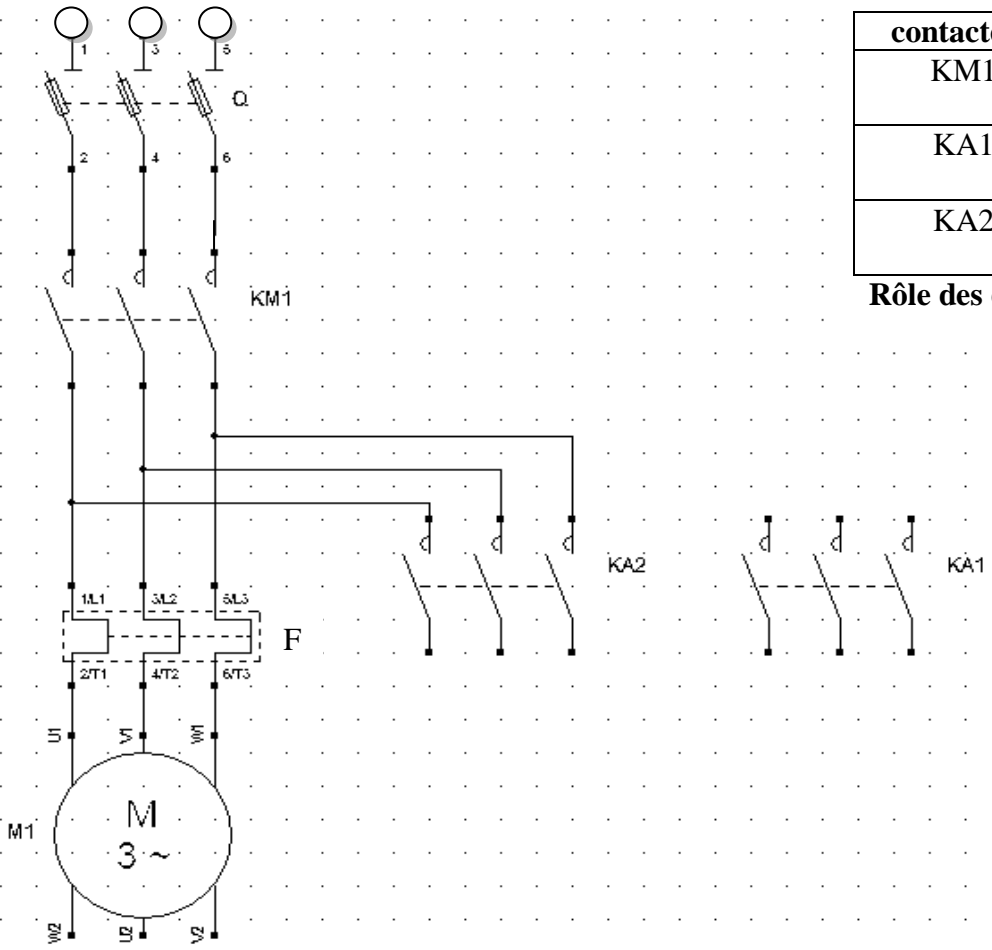 1 3 5
Q
2 4 6
KM1
KA2
KA1
1/L1 3/L2 5/L3
F
2/T1 4/T2 6/T3
U1 V1 W1
M1
M
3 ~
W2 U2 V2
contacte
KM1
KA1
KA2
Rôle des